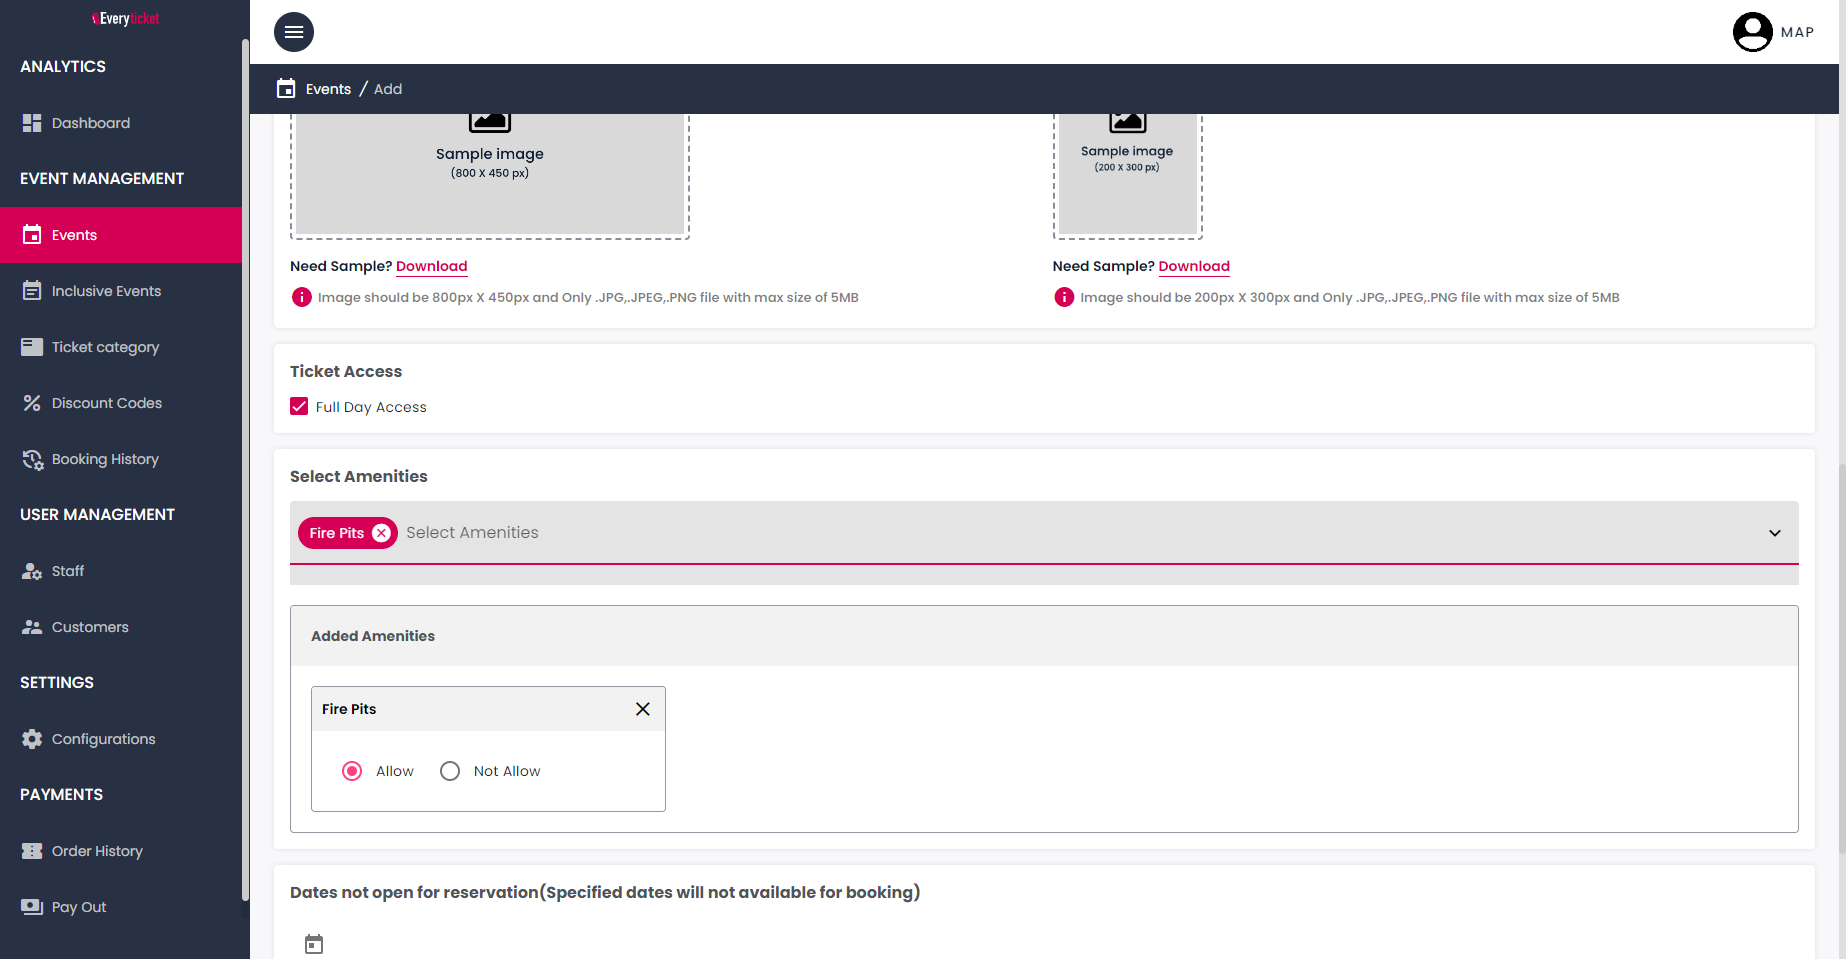 Everyticket
ANALYTICS
Dashboard
EVENT MANAGEMENT
Events
Inclusive Events
Ticket category
Discount Codes
Booking History
USER MANAGEMENT
Staff
Customers
SETTINGS
Configurations
PAYMENTS
Order History
Pay Out
MAP
Events / Add
Sample image
(800 X 450 px)
Need Sample? Download
Image should be 800px X 450px and Only .JPG,.JPEG,.PNG file with max size of 5MB
Sample image
(200 X 300 px)
Need Sample? Download
Image should be 200px X 300px and Only .JPG,.JPEG,.PNG file with max size of 5MB
Ticket Access
Full Day Access
Select Amenities
Fire Pits Select Amenities
Added Amenities
Fire Pits
Allow Not Allow
Dates not open for reservation(Specified dates will not available for booking)